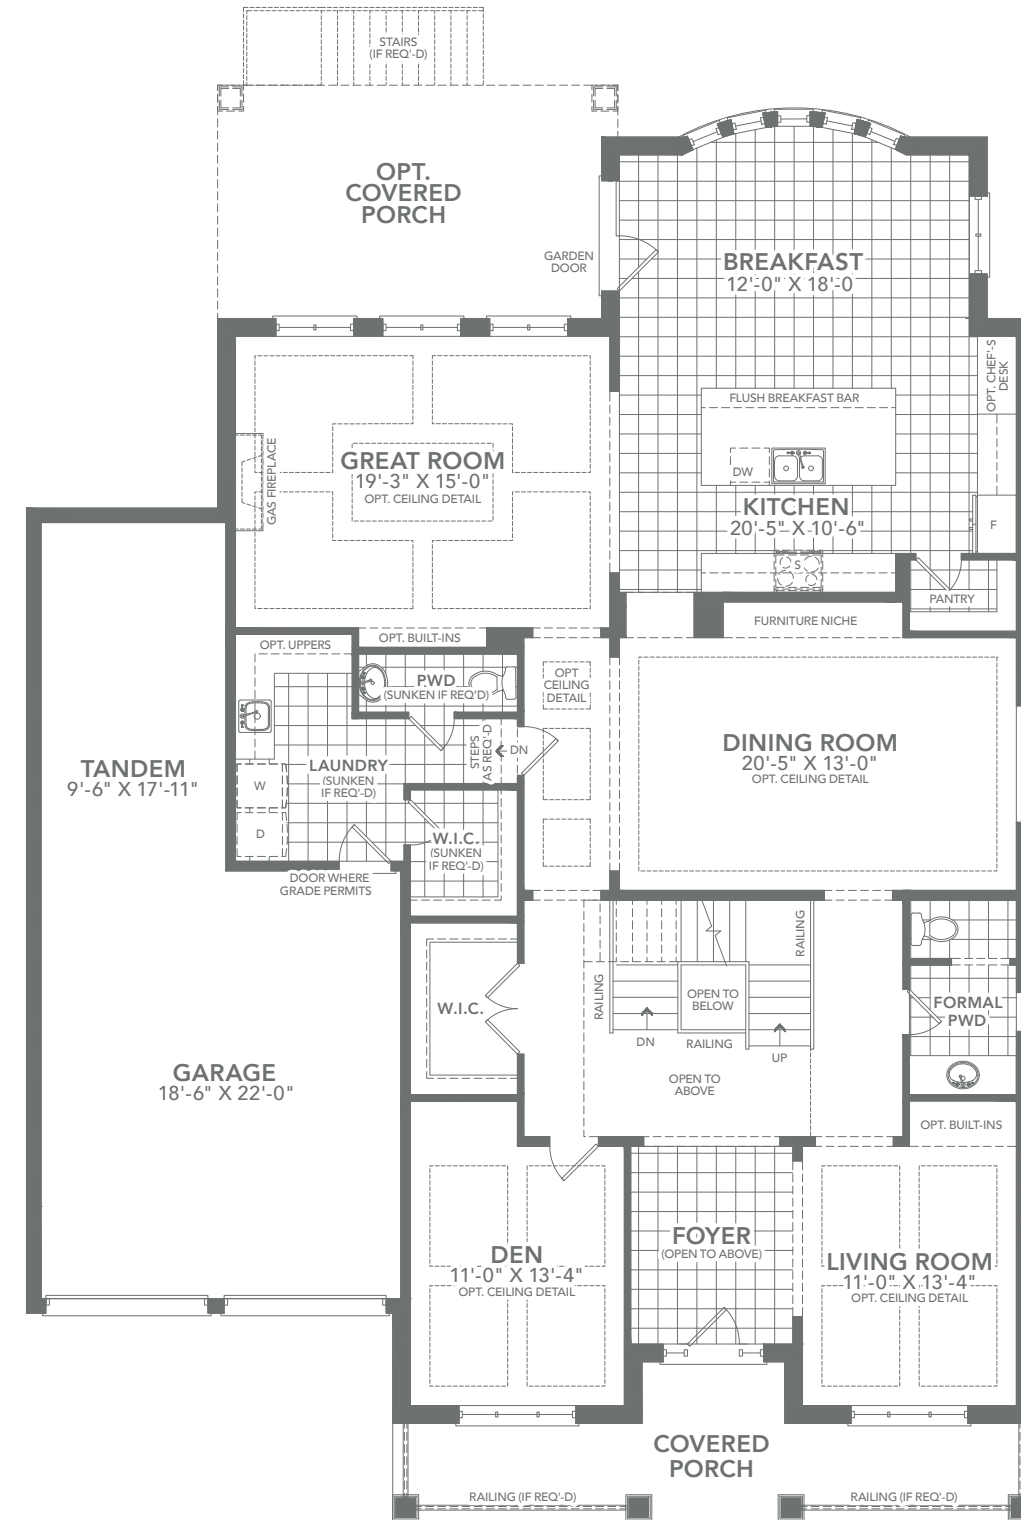 STAIRS
(IF REQ'-D)
OPT.
COVERED
PORCH
GARDEN
DOOR
BREAKFAST
12'-0" X 18'-0
OPT. CHEF'-S
DESK
FLUSH BREAKFAST BAR
DW
KITCHEN
20'-5" X 10'-6"
F
S
PANTRY
GREAT ROOM
19'-3" X 15'-0"
OPT. CEILING DETAIL
GAS FIREPLACE
OPT. UPPERS
OPT. BUILT-INS
FURNITURE NICHE
PWD
(SUNKEN IF REQ'D)
OPT
CEILING
DETAIL
STEPS
AS REQ'-D
DN
DINING ROOM
20'-5" X 13'-0"
OPT. CEILING DETAIL
TANDEM
9'-6" X 17'-11"
LAUNDRY
(SUNKEN
IF REQ'-D)
W
D
W.I.C.
(SUNKEN
IF REQ'-D)
DOOR WHERE
GRADE PERMITS
W.I.C.
RAILING
RAILING
OPEN TO
BELOW
DN
RAILING
UP
OPEN TO
ABOVE
FORMAL
PWD
OPT. BUILT-INS
GARAGE
18'-6" X 22'-0"
DEN
11'-0" X 13'-4"
OPT. CEILING DETAIL
FOYER
(OPEN TO ABOVE)
LIVING ROOM
11'-0" X 13'-4"
OPT. CEILING DETAIL
COVERED
PORCH
RAILING (IF REQ'-D)
RAILING (IF REQ'-D)